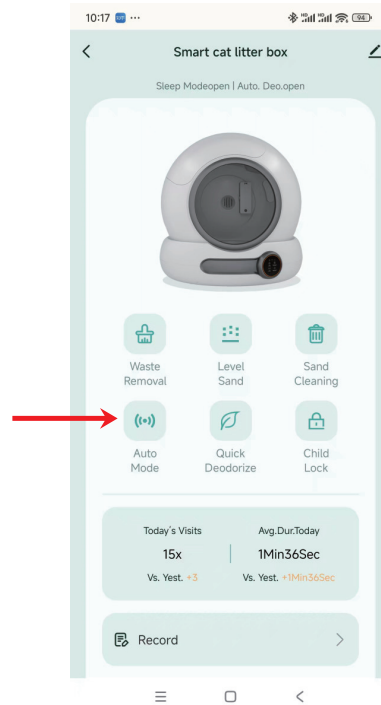 10:17
Smart cat litter box
Sleep Modeopen | Auto. Deo.open
Waste Removal
Level Sand
Sand Cleaning
Auto Mode
Quick Deodorize
Child Lock
Today's Visits
Avg.Dur.Today
15x
1Min36Sec
Vs. Yest. +3
Vs. Yest. +1Min36Sec
Record